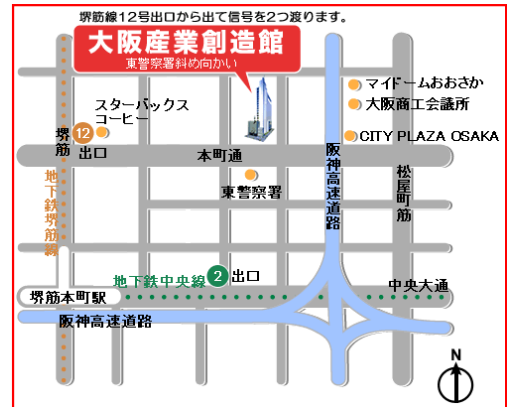 堺筋線12号出口から出て信号を2つ渡ります。
大阪産業創造館
東警察署斜め向かい
マイドームおおさか
大阪商工会議所
スターバックス
コーヒー
CITY PLAZA OSAKA
堺筋
12
出口
本町通
阪神高速道路
松屋町筋
地下鉄堺筋線
東警察署
地下鉄中央線
2
出口
堺筋本町駅
中央大通
阪神高速道路
N